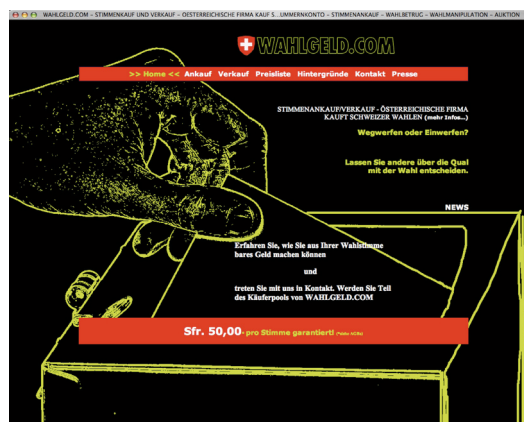 WAHLGELD.COM – STIMMENKAUF UND VERKAUF – OESTERREICHISCHE FIRMA KAUF S...UMMERNKONTO – STIMMENANKAUF – WAHLBETRUG – WAHLMANIPULATION – AUKTION
WAHLGELD.COM
>> Home << Ankauf Verkauf Preisliste Hintergründe Kontakt Presse
STIMMENANKAUF/VERKAUF - ÖSTERREICHISCHE FIRMA
KAUFT SCHWEIZER WAHLEN (mehr Infos...)
Wegwerfen oder Einwerfen?
Lassen Sie andere über die Qual
mit der Wahl entscheiden.
NEWS
Erfahren Sie, wie Sie aus Ihrer Wahlstimme
bares Geld machen können
und
treten Sie mit uns in Kontakt. Werden Sie Teil
des Käuferpools von WAHLGELD.COM
Sfr. 50,00- pro Stimme garantiert!